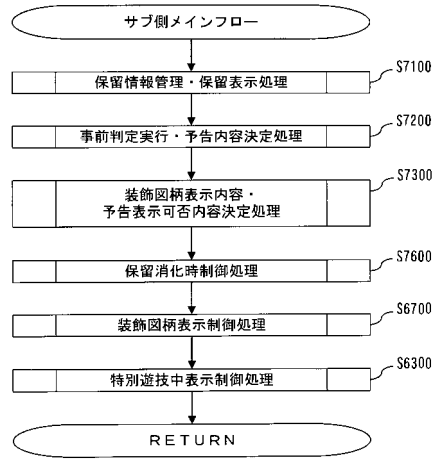 サブ側メインフロー
S7100
保留情報管理・保留表示処理
S7200
事前判定実行・予告内容決定処理
S7300
装飾図柄表示内容・
予告表示可否内容決定処理
S7600
保留消化時制御処理
S6700
装飾図柄表示制御処理
S6300
特別遊技中表示制御処理
RETURN